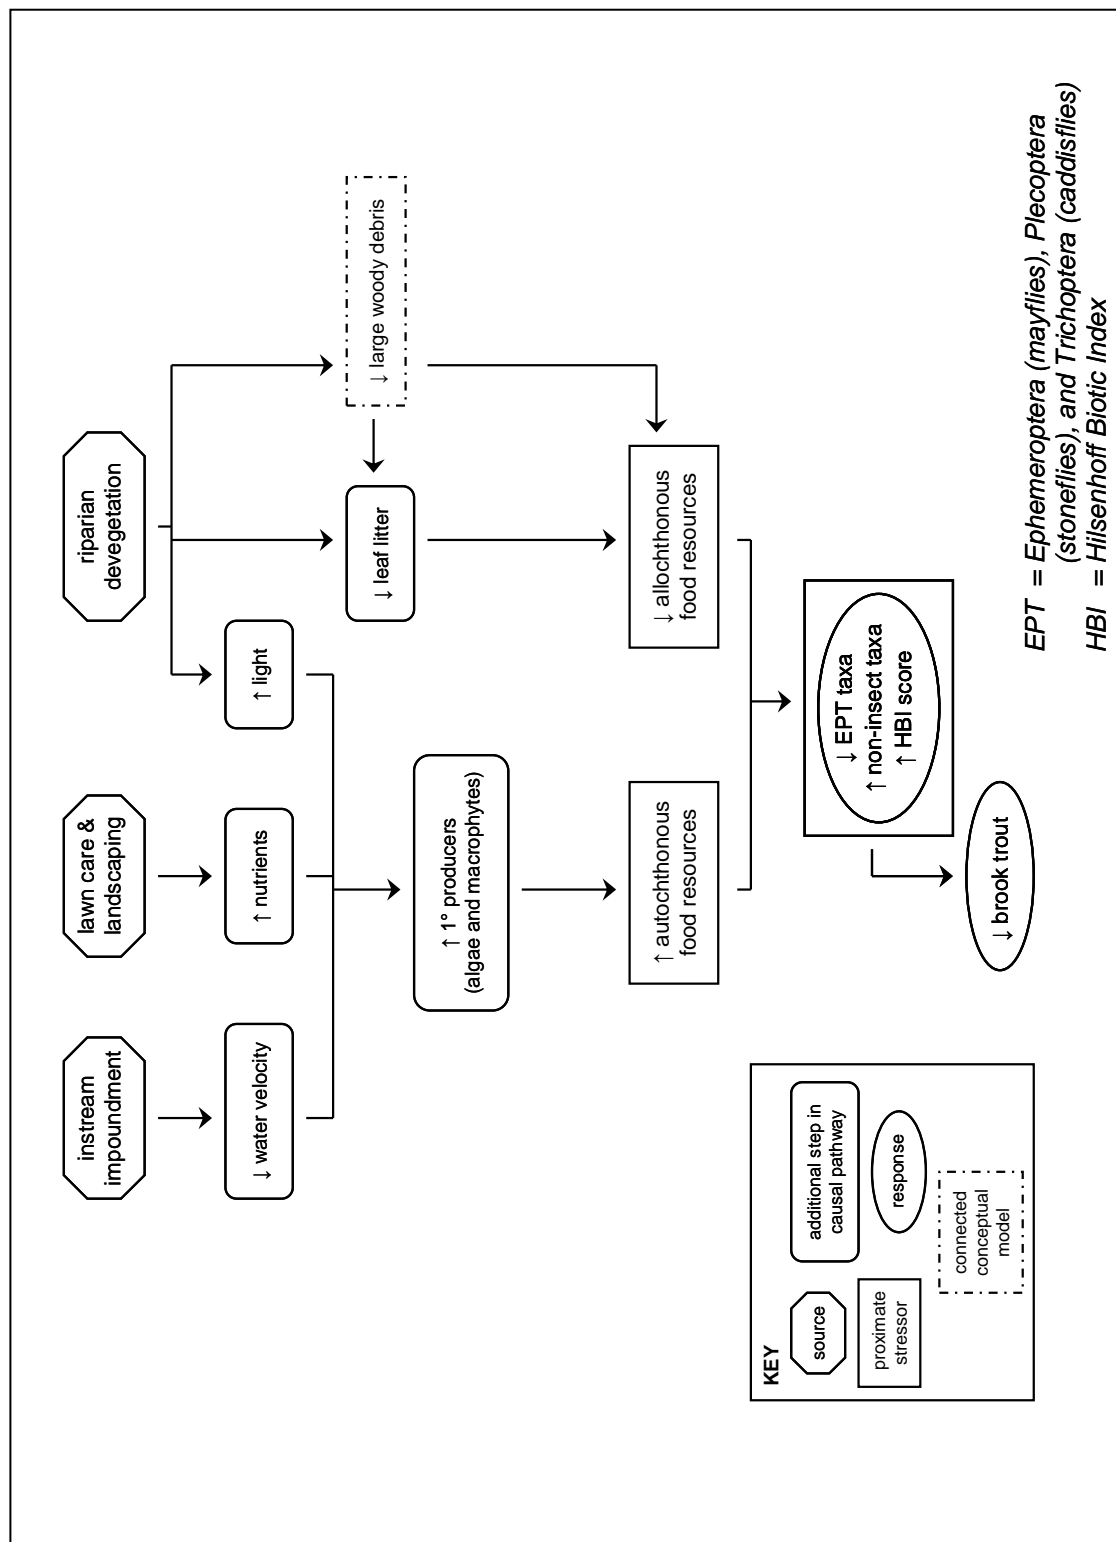 instream
impoundment
lawn care &
landscaping
riparian
devegetation
↓ water velocity
↑ nutrients
↑ light
↓ leaf litter
↓ large woody debris
↑ 1° producers
(algae and macrophytes)
↑ autochthonous
food resources
↓ allochthonous
food resources
↓ EPT taxa
↑ non-insect taxa
↑ HBI score
↓ brook trout
KEY
source
additional step in
causal pathway
proximate
stressor
response
connected
conceptual
model
EPT = Ephemeroptera (mayflies), Plecoptera
(stoneflies), and Trichoptera (caddisflies)
HBI = Hilsenhoff Biotic Index